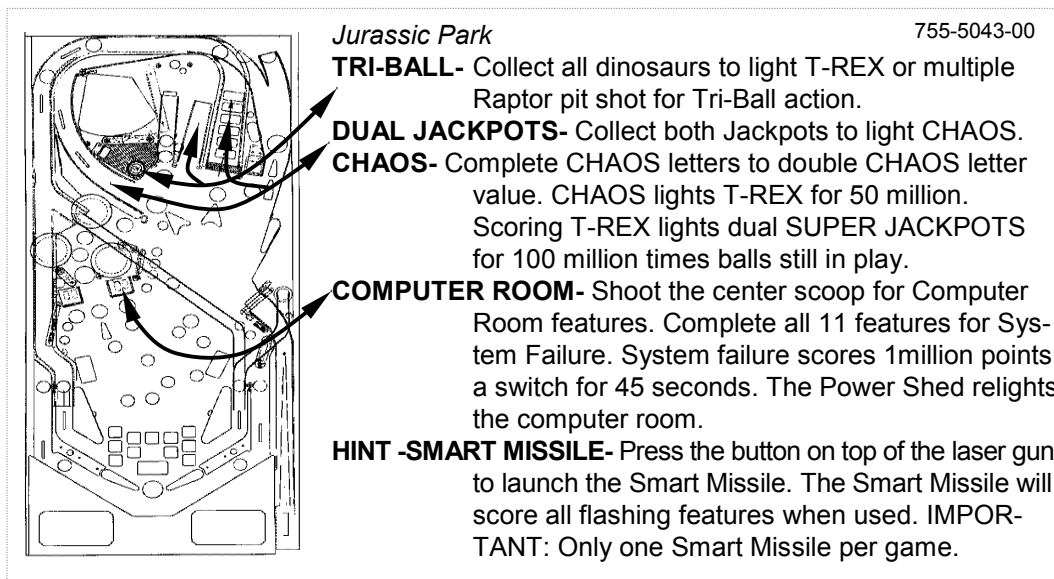 Jurassic Park 755-5043-00
TRI-BALL- Collect all dinosaurs to light T-REX or multiple
Raptor pit shot for Tri-Ball action.
DUAL JACKPOTS- Collect both Jackpots to light CHAOS.
CHAOS- Complete CHAOS letters to double CHAOS letter
value. CHAOS lights T-REX for 50 million.
Scoring T-REX lights dual SUPER JACKPOTS
for 100 million times balls still in play.
COMPUTER ROOM- Shoot the center scoop for Computer
Room features. Complete all 11 features for Sys-
tem Failure. System failure scores 1million points
a switch for 45 seconds. The Power Shed relights
the computer room.
HINT -SMART MISSILE- Press the button on top of the laser gun
to launch the Smart Missile. The Smart Missile will
score all flashing features when used. IMPOR-
TANT: Only one Smart Missile per game.